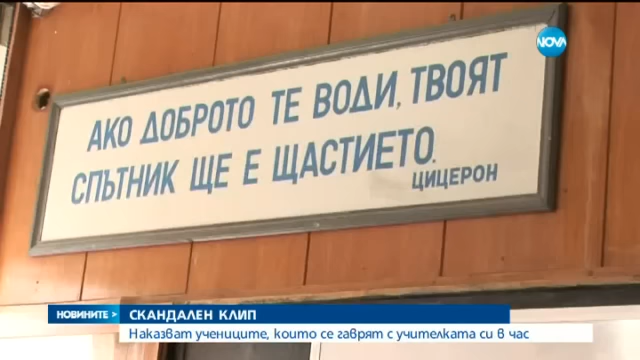 NOVA
АКО ДОБРОТО ТЕ ВОДИ, ТВОЯТ
СПЪТНИК ЩЕ Е ЩАСТИЕТО.
ЦИЦЕРОН
НОВИНИТЕ
СКАНДАЛЕН КЛИП
Наказват учениците, които се гаврят с учителката си в час